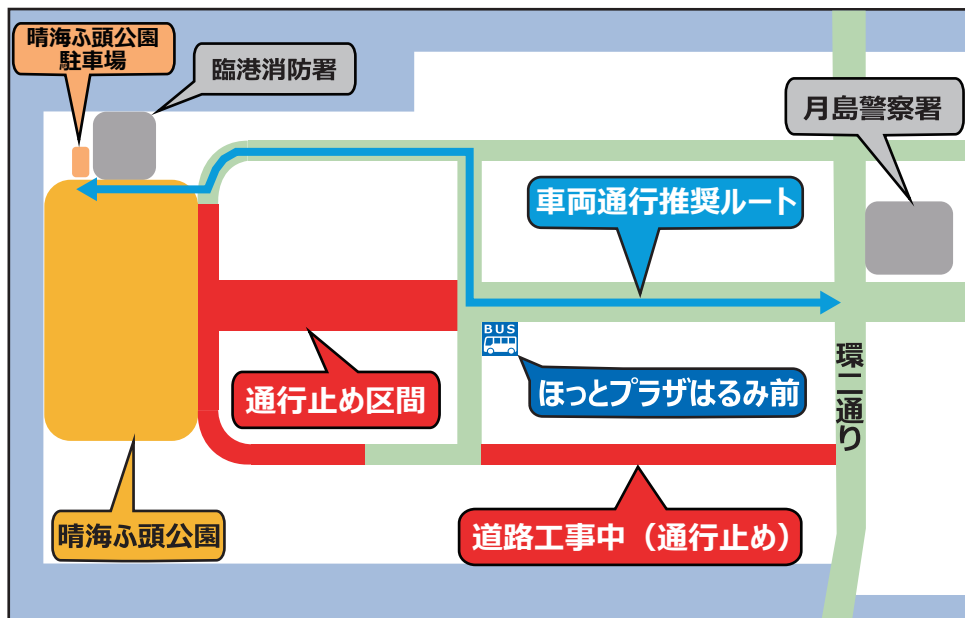 晴海ふ頭公園
駐車場
臨港消防署
月島警察署
車両通行推奨ルート
BUS
ほっとプラザはるみ前
通行止め区間
環二通り
晴海ふ頭公園
道路工事中（通行止め）